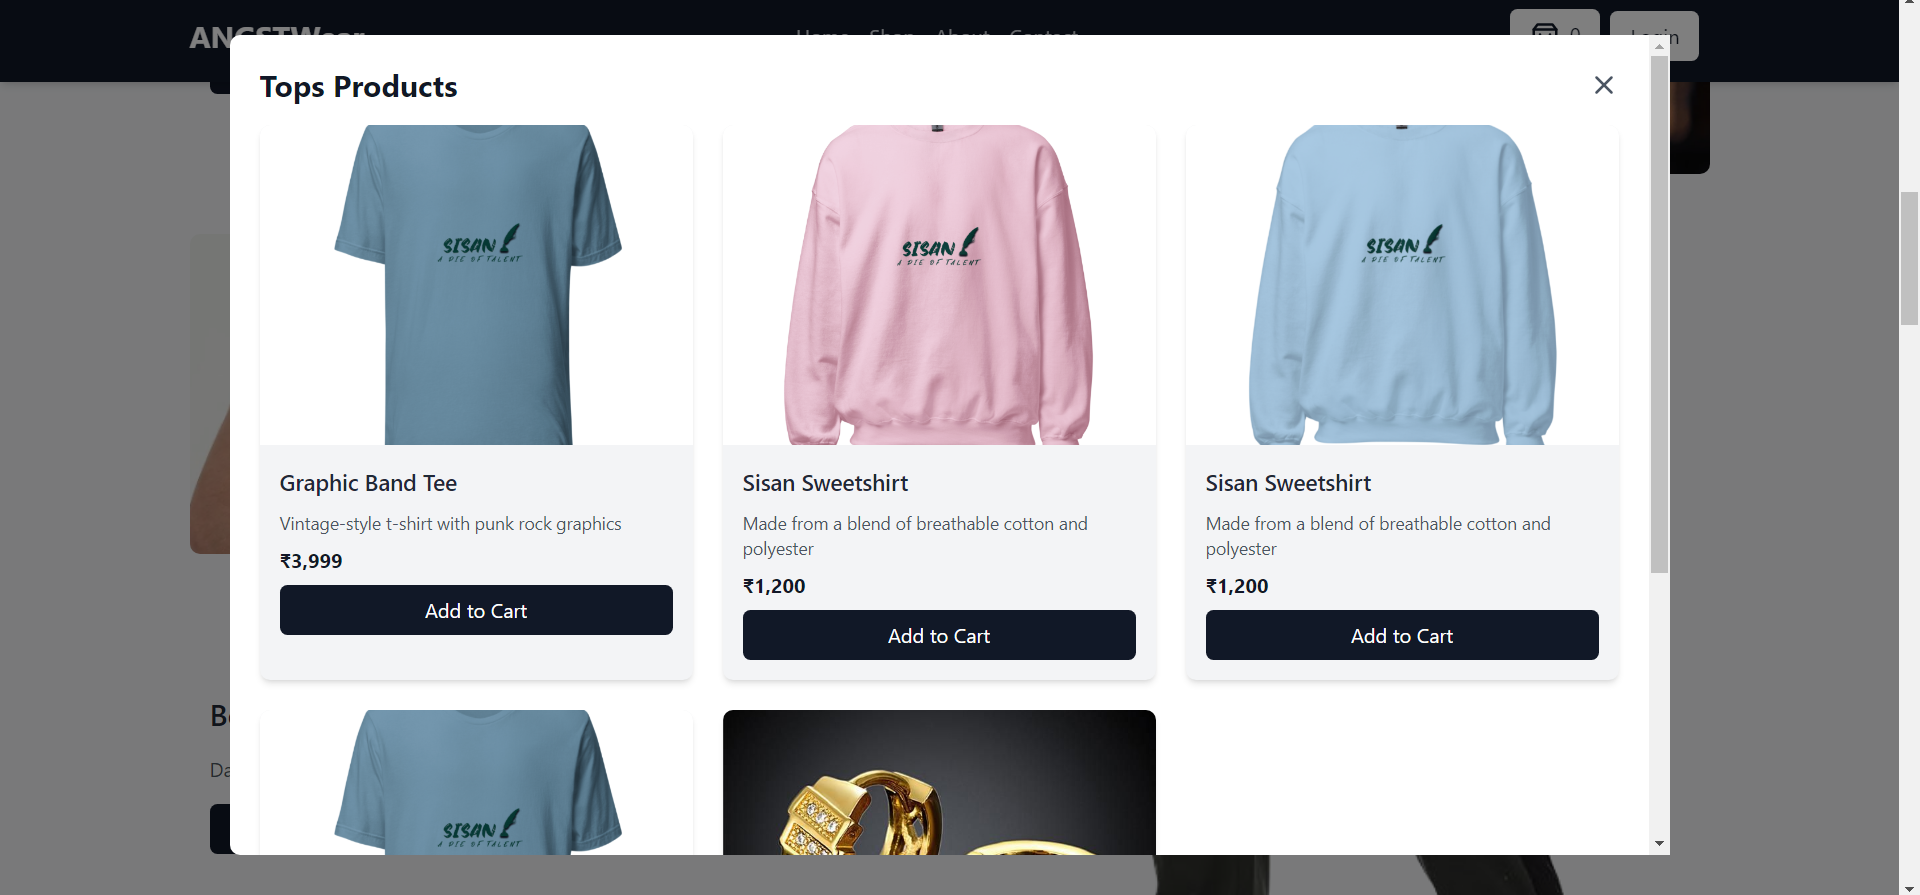 Tops Products
SISAN
A DIE OF TALENT
SISAN
A DIE OF TALENT
SISAN
A DIE OF TALENT
Graphic Band Tee
Vintage-style t-shirt with punk rock graphics
₹3,999
Add to Cart
Sisan Sweetshirt
Made from a blend of breathable cotton and
polyester
₹1,200
Add to Cart
Sisan Sweetshirt
Made from a blend of breathable cotton and
polyester
₹1,200
Add to Cart
SISAN
A DIE OF TALENT